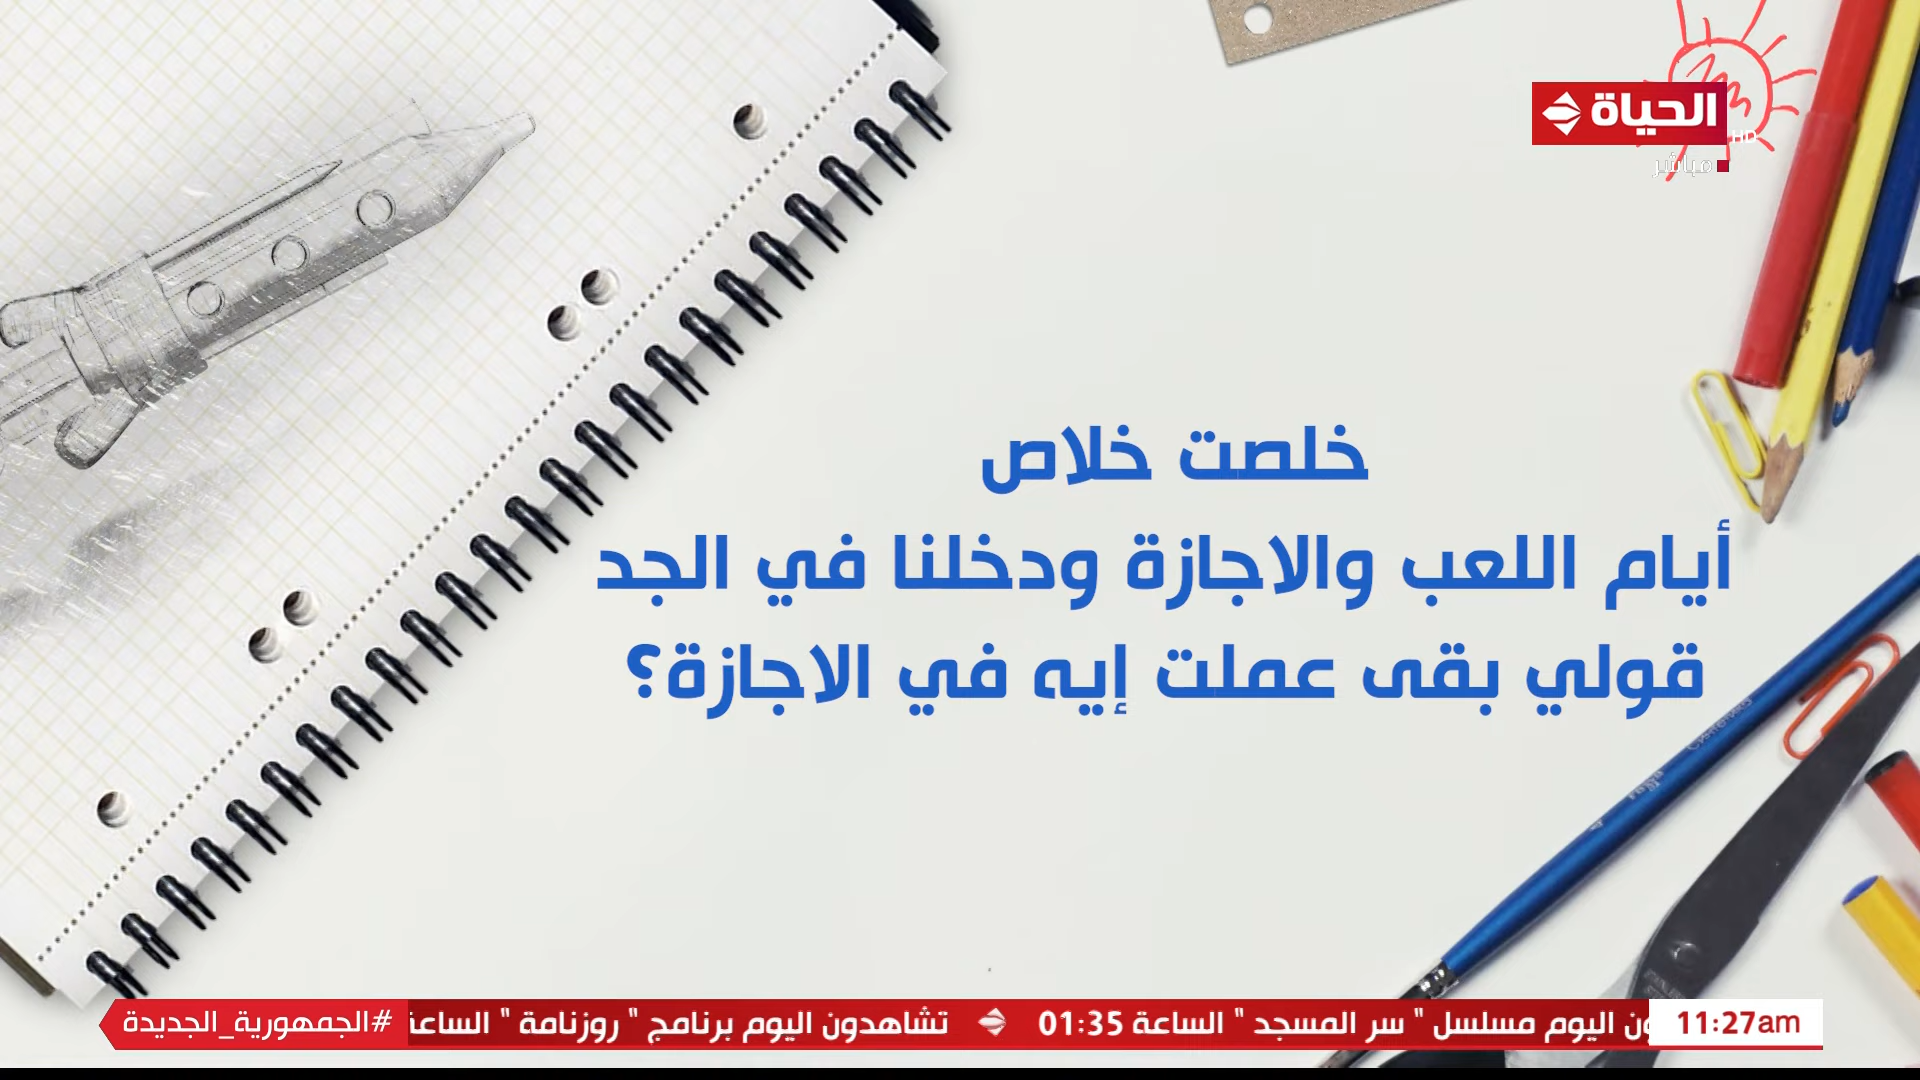 الحياة
HD
مباشر
خلصت خلاص
أيام اللعب والاجازة ودخلنا في الجد
قولي بقى عملت إيه في الاجازة؟
11:27am
اليوم مسلسل " سر المسجد " الساعة 01:35
تشاهدون اليوم برنامج " روزنامة " الساعة
#الجمهورية_الجديدة